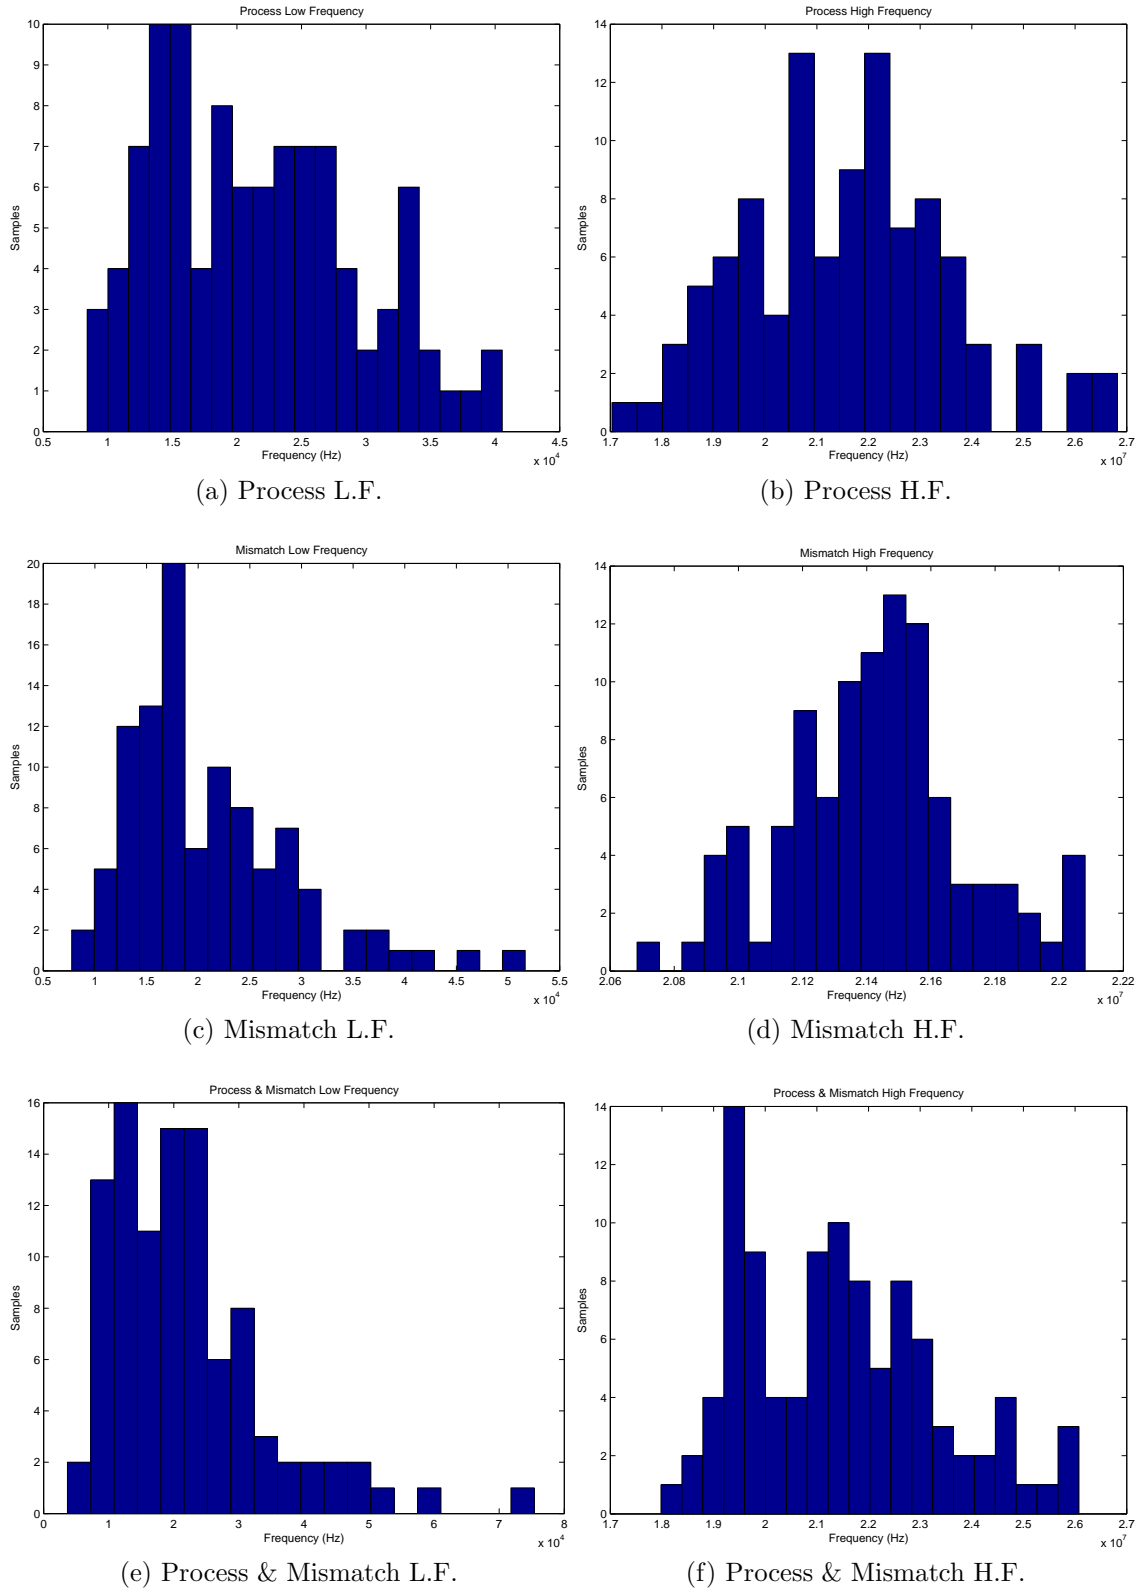 Process Low Frequency
10
9
8
7
6
5
4
3
2
1
0
Samples
0.5 1 1.5 2 2.5 3 3.5 4 4.5
Frequency (Hz)
x 10^4
(a) Process L.F.
Process High Frequency
14
12
10
8
6
4
2
0
Samples
1.7 1.8 1.9 2 2.1 2.2 2.3 2.4 2.5 2.6 2.7
Frequency (Hz)
x 10^7
(b) Process H.F.
Mismatch Low Frequency
20
18
16
14
12
10
8
6
4
2
0
Samples
0.5 1 1.5 2 2.5 3 3.5 4 4.5 5 5.5
Frequency (Hz)
x 10^4
(c) Mismatch L.F.
Mismatch High Frequency
14
12
10
8
6
4
2
0
Samples
2.06 2.08 2.1 2.12 2.14 2.16 2.18 2.2 2.22
Frequency (Hz)
x 10^7
(d) Mismatch H.F.
Process & Mismatch Low Frequency
16
14
12
10
8
6
4
2
0
Samples
0 1 2 3 4 5 6 7 8
Frequency (Hz)
x 10^4
(e) Process & Mismatch L.F.
Process & Mismatch High Frequency
14
12
10
8
6
4
2
0
Samples
1.7 1.8 1.9 2 2.1 2.2 2.3 2.4 2.5 2.6 2.7
Frequency (Hz)
x 10^7
(f) Process & Mismatch H.F.